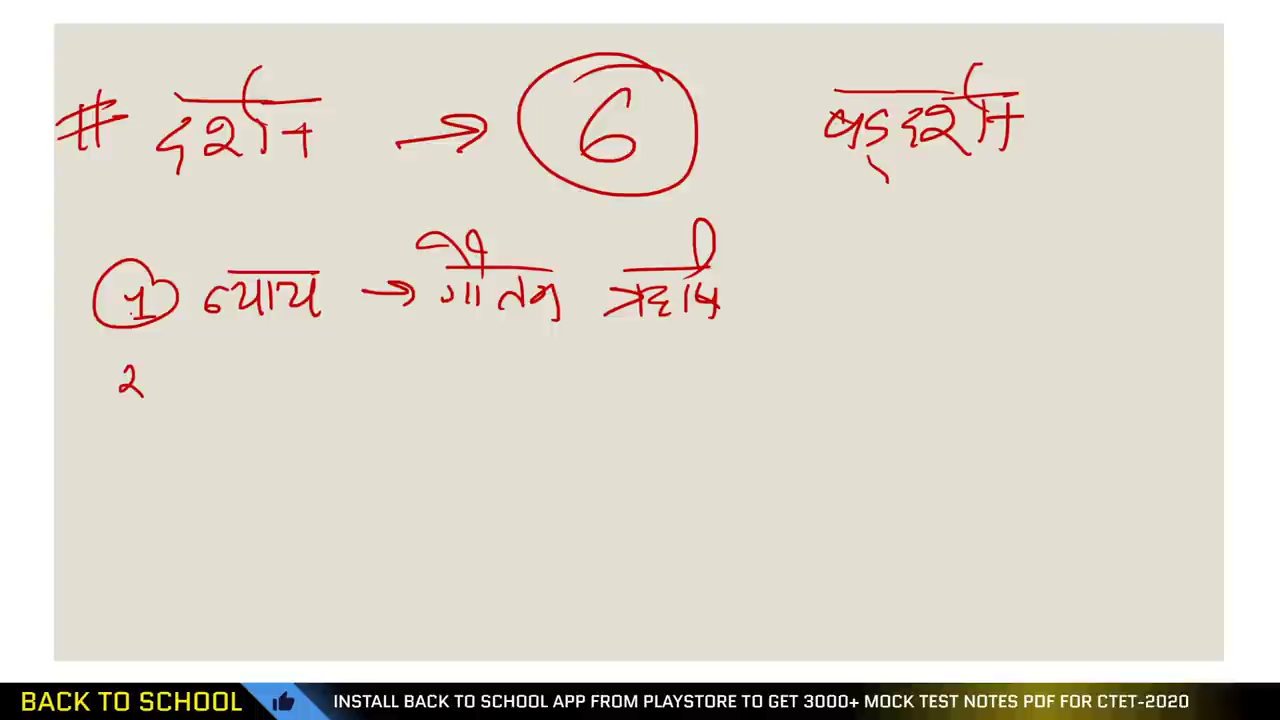 # दर्शन → 6 षड्दर्शन
1 न्याय → गौतम ऋषि
2
BACK TO SCHOOL INSTALL BACK TO SCHOOL APP FROM PLAYSTORE TO GET 3000+ MOCK TEST NOTES PDF FOR CTET-2020